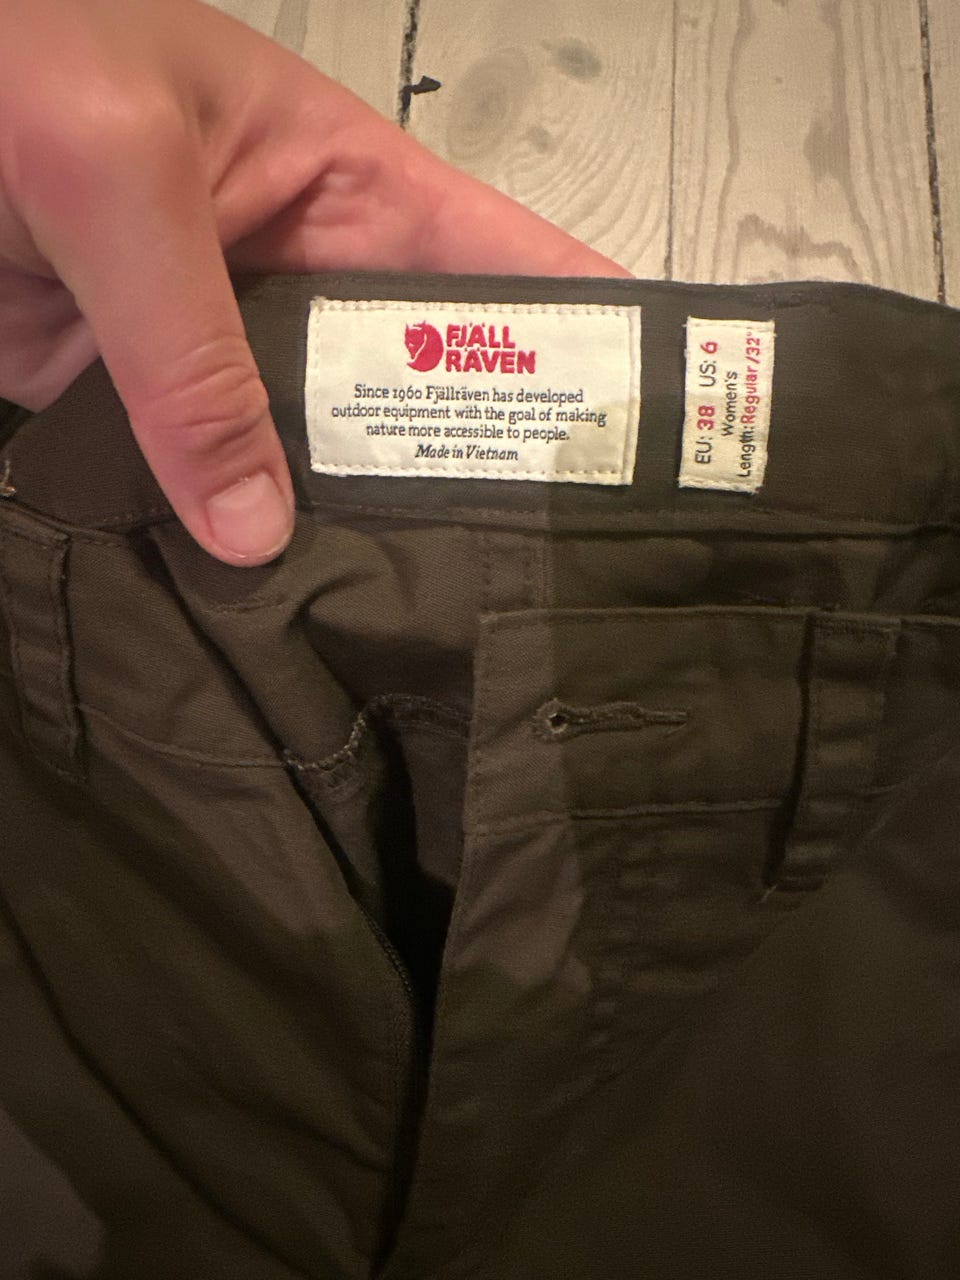 FJÄLL
RÄVEN
Since 1960 Fjällräven has developed
outdoor equipment with the goal of making
nature more accessible to people.
Made in Vietnam
EU: 38 US: 6
Women's
Length: Regular/32"